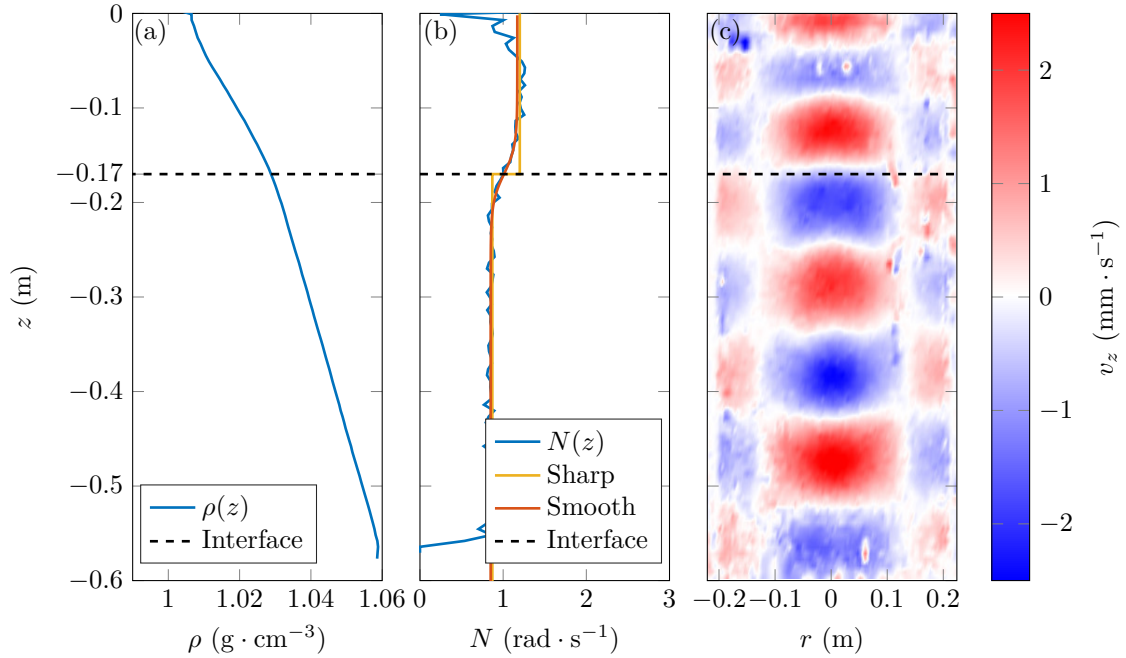 (a)
0
−0.1
−0.17
−0.2
−0.3
−0.4
−0.5
−0.6
z (m)
ρ(z)
Interface
1
1.02
1.04
1.06
ρ (g · cm⁻³)
(b)
N(z)
Sharp
Smooth
Interface
0
1
2
3
N (rad · s⁻¹)
(c)
−0.2
−0.1
0
0.1
0.2
r (m)
2
1
0
−1
−2
v_z (mm · s⁻¹)